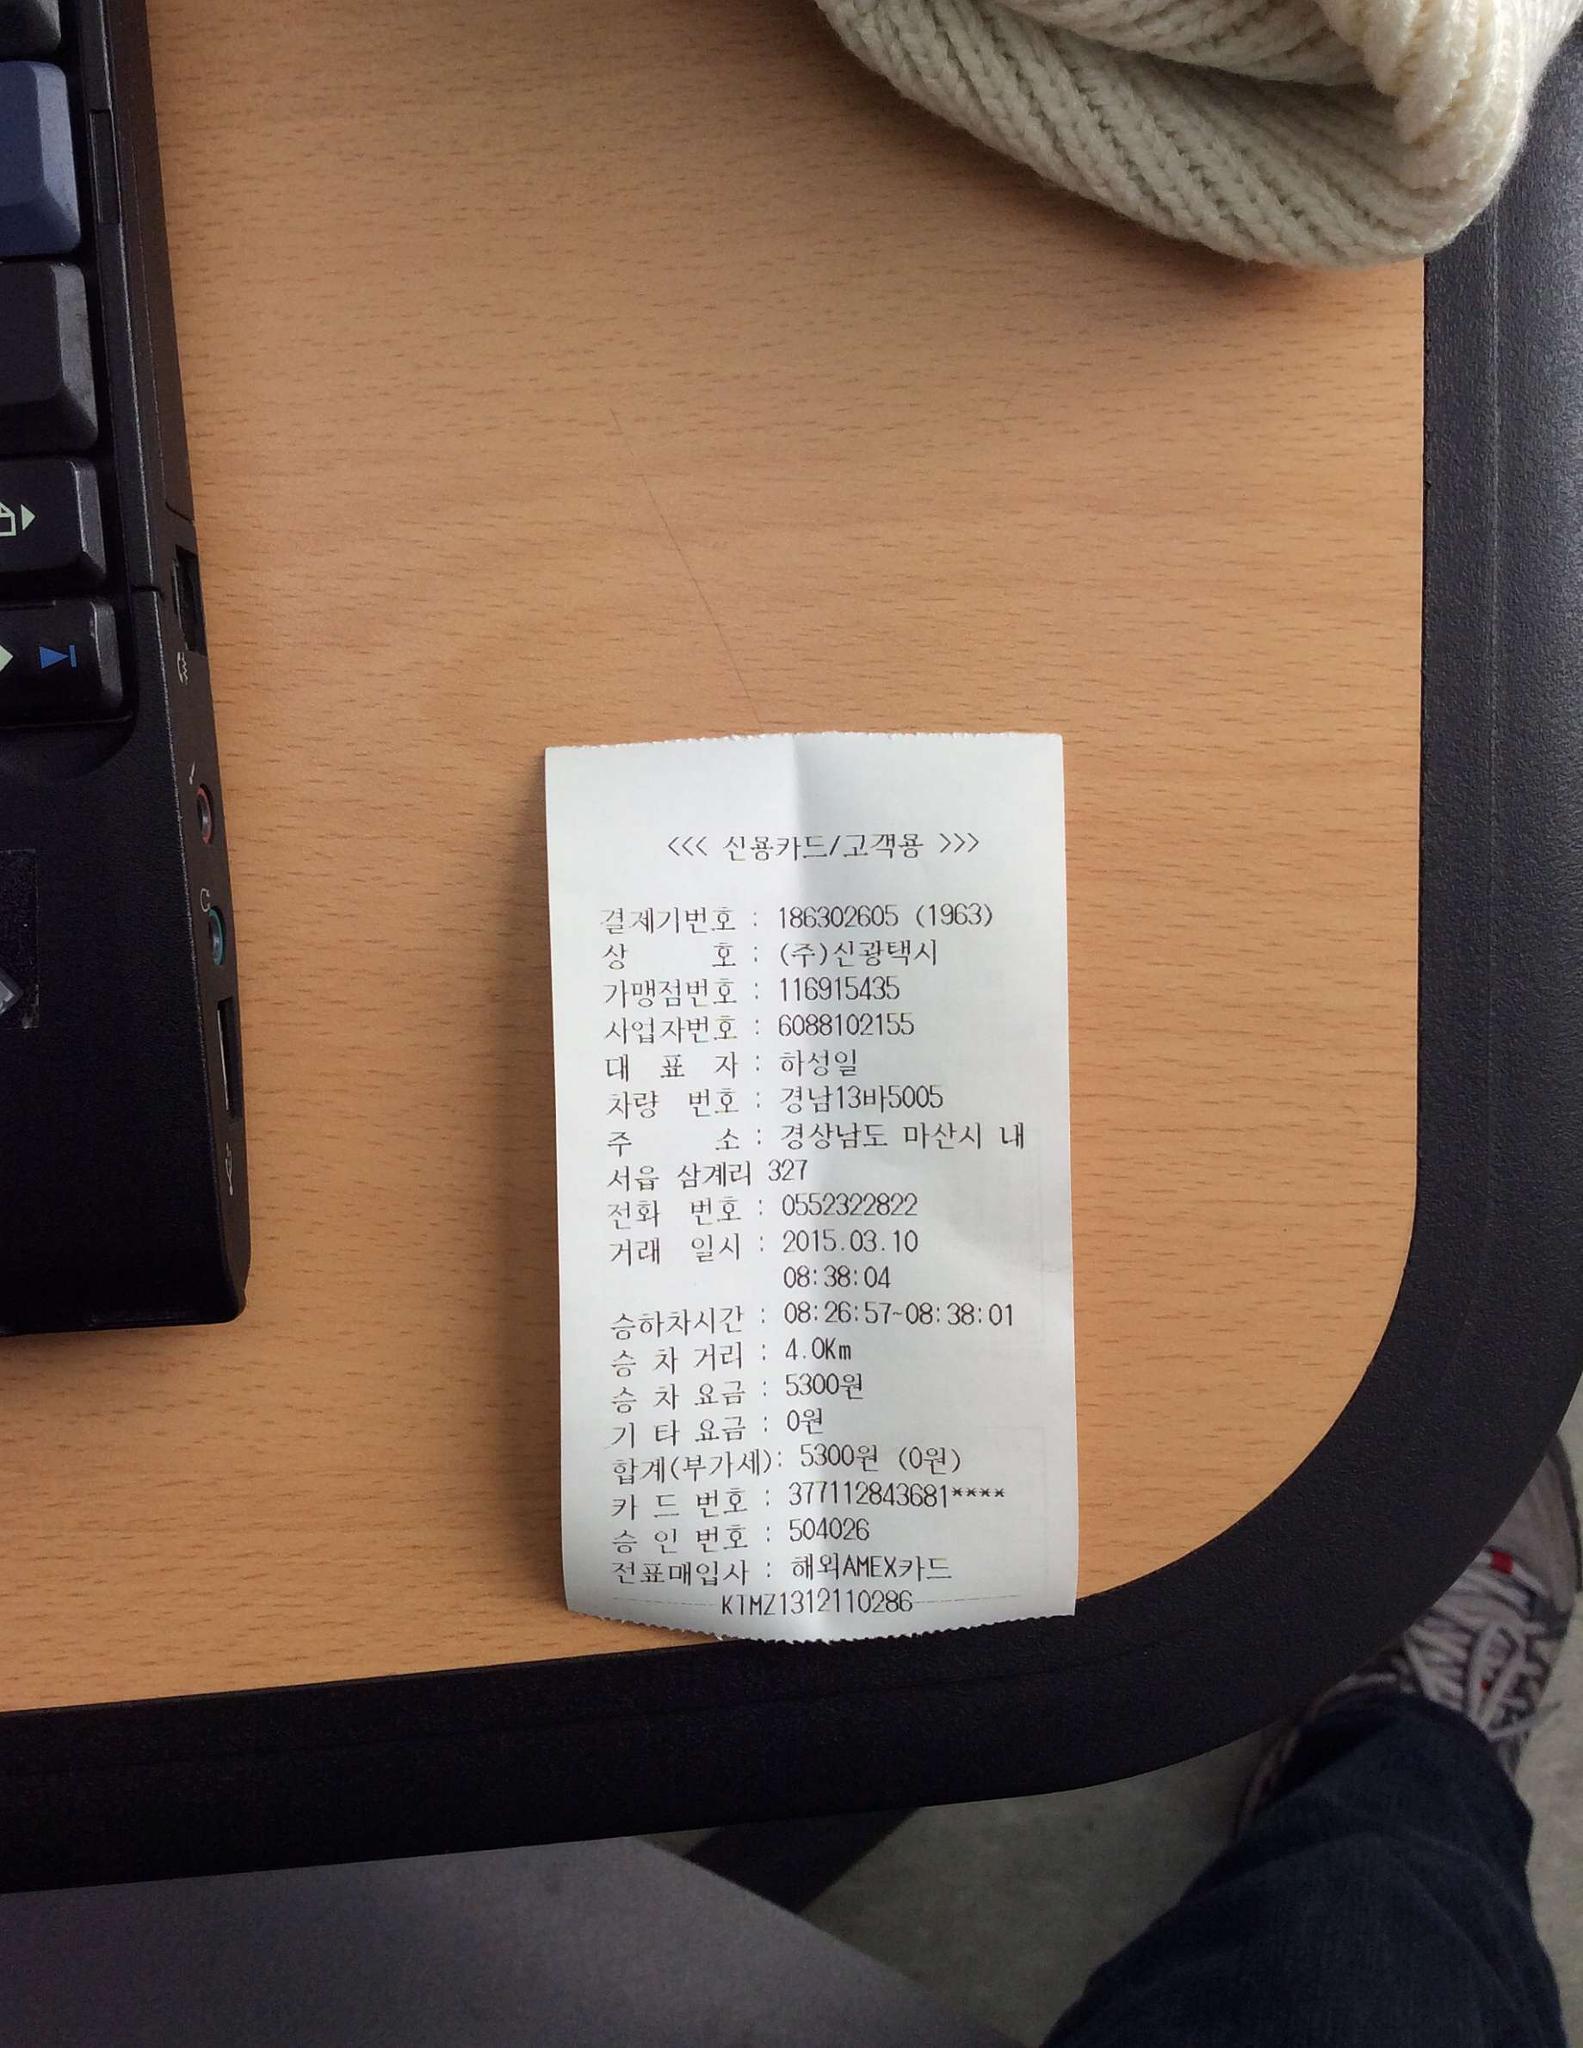 <<< 신용카드/고객용 >>>
결제기번호 : 186302605 (1963)
상 호 : (주)신광택시
가맹점번호 : 116915435
사업자번호 : 6088102155
대 표 자 : 하성일
차량 번호 : 경남13바5005
주 소 : 경상남도 마산시 내
서읍 삼계리 327
전화 번호 : 0552322822
거래 일시 : 2015.03.10
08:38:04
승하차시간 : 08:26:57~08:38:01
승 차 거리 : 4.0Km
승 차 요금 : 5300원
기 타 요금 : 0원
합계(부가세): 5300원 (0원)
카 드 번호 : 377112843681****
승 인 번호 : 504026
전표매입사 : 해외AMEX카드
KTMZ1312110286